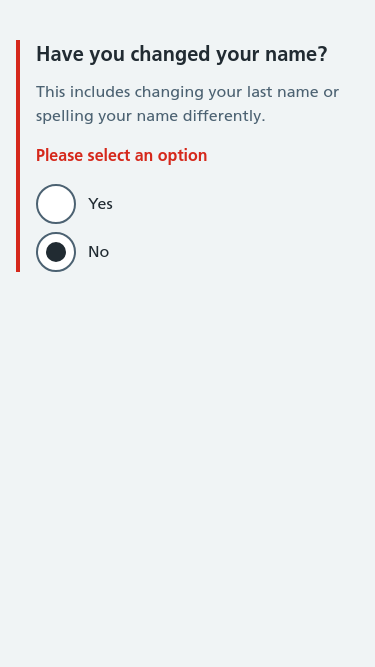 Have you changed your name?
This includes changing your last name or
spelling your name differently.
Please select an option
Yes
No